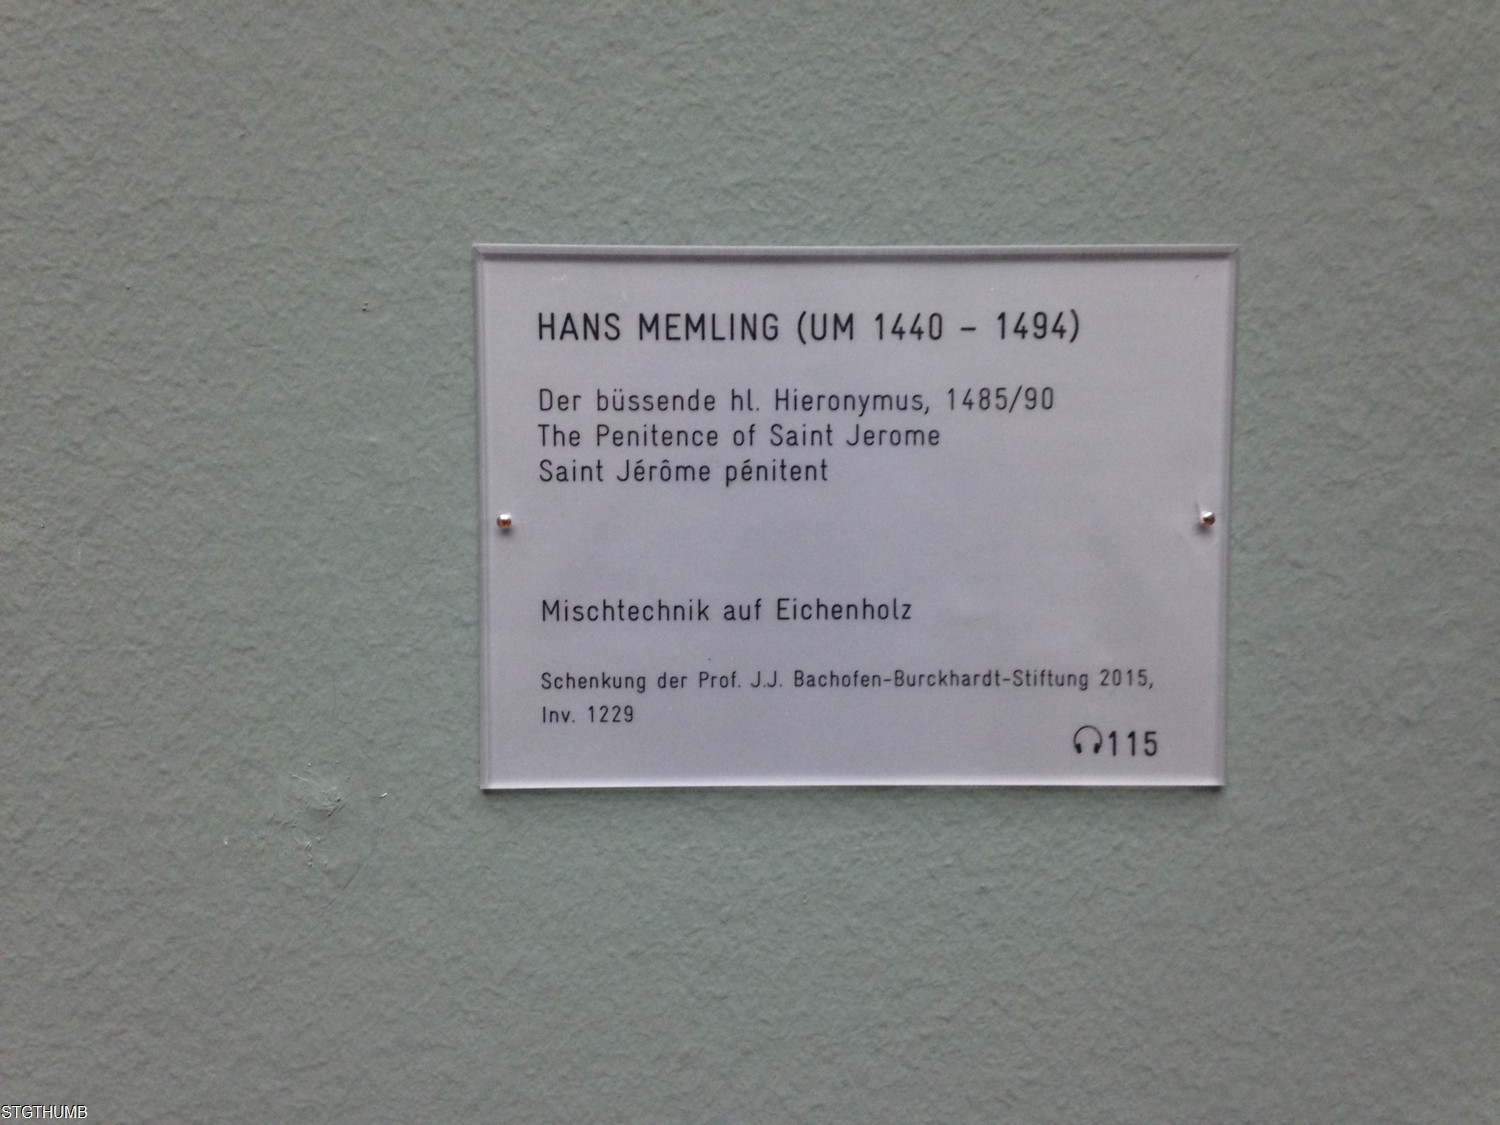 HANS MEMLING (UM 1440 – 1494)
Der büssende hl. Hieronymus, 1485/90
The Penitence of Saint Jerome
Saint Jérôme pénitent
Mischtechnik auf Eichenholz
Schenkung der Prof. J.J. Bachofen-Burckhardt-Stiftung 2015,
Inv. 1229
115
STGTHUMB